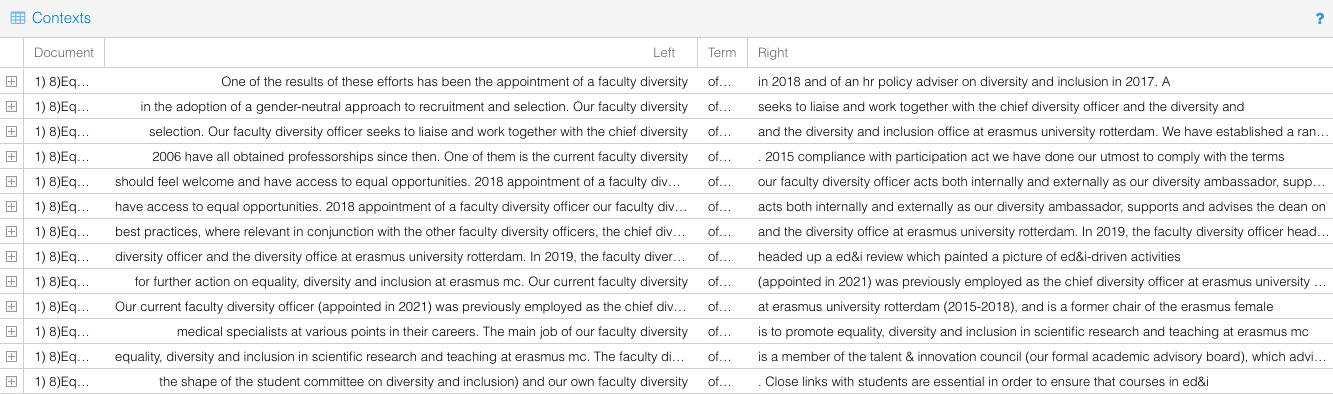 Contexts ?
Document Left Term Right
1) 8)Eq… One of the results of these efforts has been the appointment of a faculty diversity of… in 2018 and of an hr policy adviser on diversity and inclusion in 2017. A
1) 8)Eq… in the adoption of a gender-neutral approach to recruitment and selection. Our faculty diversity of… seeks to liaise and work together with the chief diversity officer and the diversity and
1) 8)Eq… selection. Our faculty diversity officer seeks to liaise and work together with the chief diversity of… and the diversity and inclusion office at erasmus university rotterdam. We have established a ran…
1) 8)Eq… 2006 have all obtained professorships since then. One of them is the current faculty diversity of… . 2015 compliance with participation act we have done our utmost to comply with the terms
1) 8)Eq… should feel welcome and have access to equal opportunities. 2018 appointment of a faculty div… of… our faculty diversity officer acts both internally and externally as our diversity ambassador, supp…
1) 8)Eq… have access to equal opportunities. 2018 appointment of a faculty diversity officer our faculty div… of… acts both internally and externally as our diversity ambassador, supports and advises the dean on
1) 8)Eq… best practices, where relevant in conjunction with the other faculty diversity officers, the chief div… of… and the diversity office at erasmus university rotterdam. In 2019, the faculty diversity officer head…
1) 8)Eq… diversity officer and the diversity office at erasmus university rotterdam. In 2019, the faculty diver… of… headed up a ed&i review which painted a picture of ed&i-driven activities
1) 8)Eq… for further action on equality, diversity and inclusion at erasmus mc. Our current faculty diversity of… (appointed in 2021) was previously employed as the chief diversity officer at erasmus university …
1) 8)Eq… Our current faculty diversity officer (appointed in 2021) was previously employed as the chief div… of… at erasmus university rotterdam (2015-2018), and is a former chair of the erasmus female
1) 8)Eq… medical specialists at various points in their careers. The main job of our faculty diversity of… is to promote equality, diversity and inclusion in scientific research and teaching at erasmus mc
1) 8)Eq… equality, diversity and inclusion in scientific research and teaching at erasmus mc. The faculty di… of… is a member of the talent & innovation council (our formal academic advisory board), which advi…
1) 8)Eq… the shape of the student committee on diversity and inclusion) and our own faculty diversity of… . Close links with students are essential in order to ensure that courses in ed&i